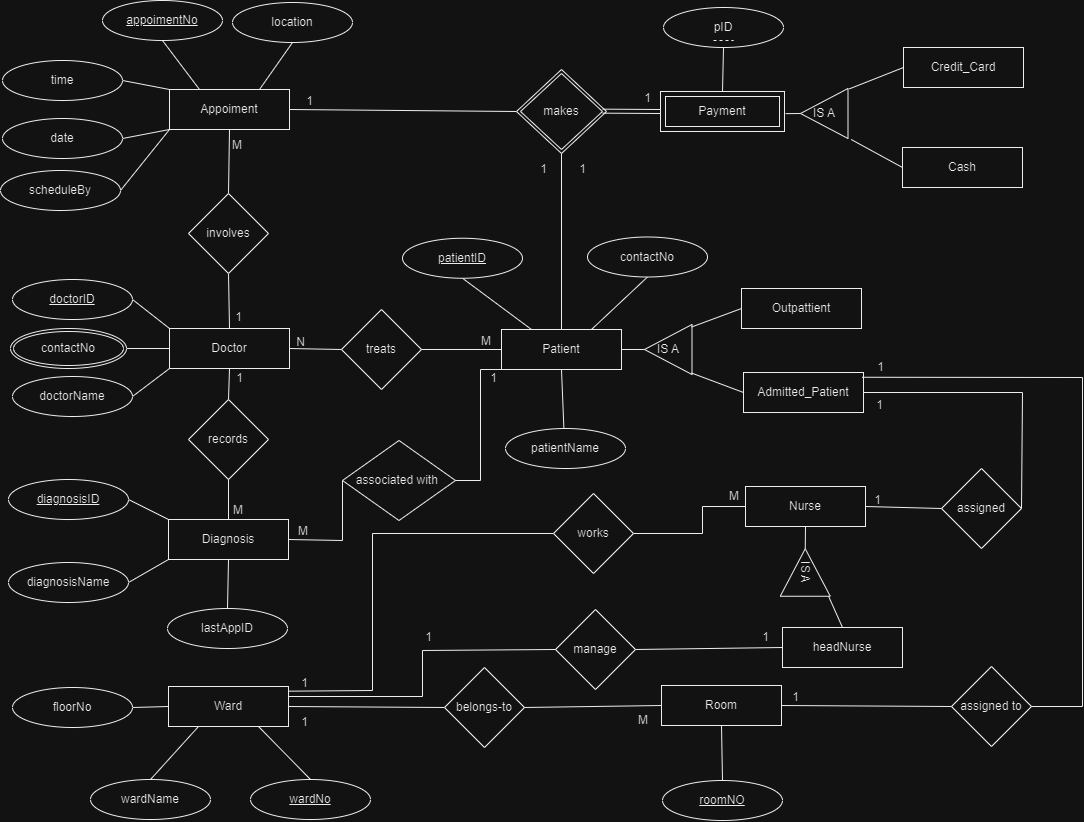 appoimentNo
location
pID
time
Credit_Card
Appoiment
1
makes
1
Payment
IS A
date
M
1
1
Cash
scheduleBy
involves
patientID
contactNo
doctorID
1
Outpattient
contactNo
Doctor
N
treats
M
Patient
IS A
1
1
1
Admitted_Patient
1
doctorName
records
patientName
associated with
diagnosisID
M
M
Nurse
1
assigned
Diagnosis
M
works
IS A
diagnosisName
lastAppID
1
manage
1
headNurse
1
floorNo
Ward
1
belongs-to
M
Room
1
assigned to
wardName
wardNo
roomNO